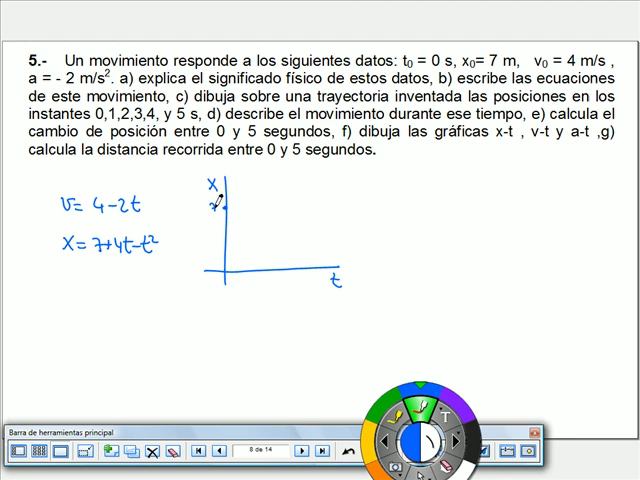 5.- Un movimiento responde a los siguientes datos: t₀ = 0 s, x₀= 7 m, v₀ = 4 m/s ,
a = - 2 m/s². a) explica el significado físico de estos datos, b) escribe las ecuaciones
de este movimiento, c) dibuja sobre una trayectoria inventada las posiciones en los
instantes 0,1,2,3,4, y 5 s, d) describe el movimiento durante ese tiempo, e) calcula el
cambio de posición entre 0 y 5 segundos, f) dibuja las gráficas x-t , v-t y a-t ,g)
calcula la distancia recorrida entre 0 y 5 segundos.
x
v= 4-2t
7
x= 7+4t-t²
t
T
Barra de herramientas principal
8 de 14